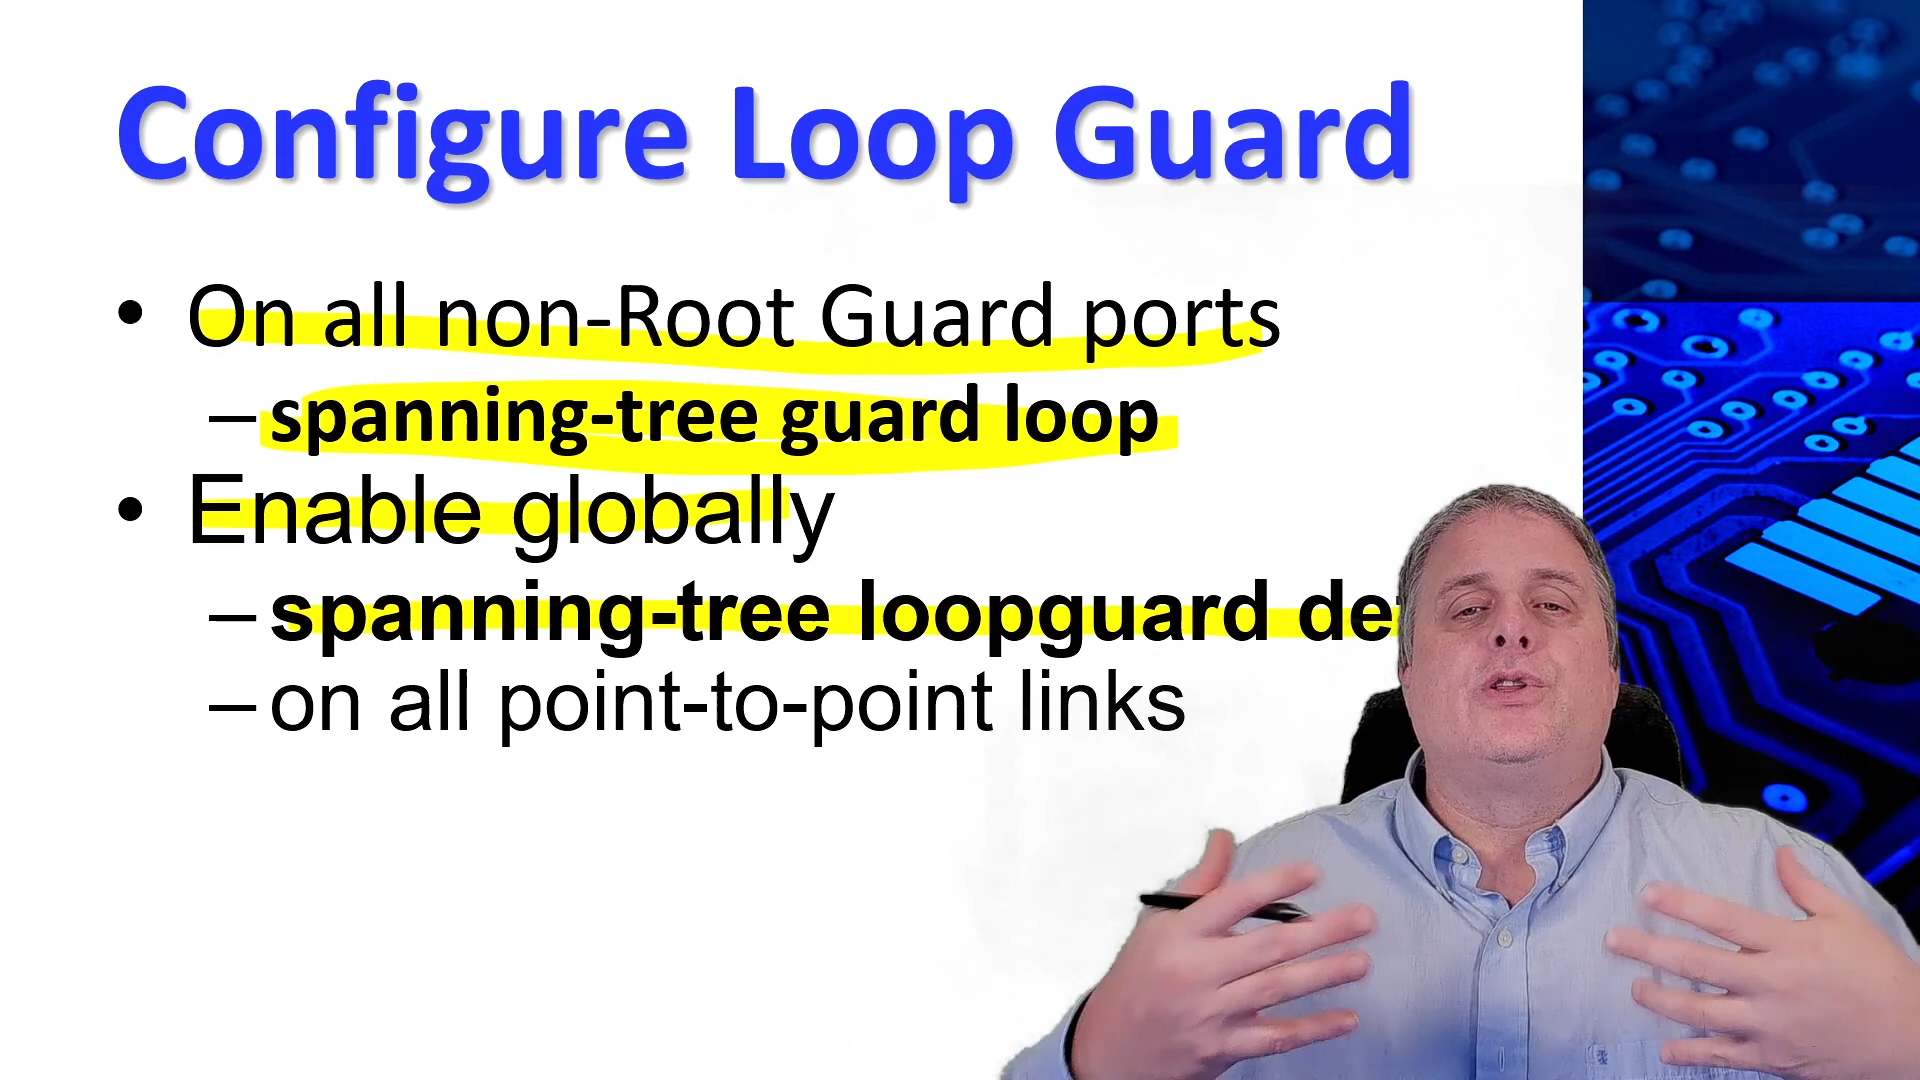 Configure Loop Guard
• On all non-Root Guard ports
– spanning-tree guard loop
• Enable globally
– spanning-tree loopguard
– on all point-to-point links